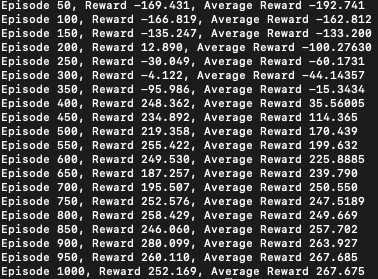 Episode 50, Reward -169.431, Average Reward -192.741
Episode 100, Reward -166.819, Average Reward -162.812
Episode 150, Reward -135.247, Average Reward -133.200
Episode 200, Reward 12.890, Average Reward -100.27630
Episode 250, Reward -30.049, Average Reward -60.1731
Episode 300, Reward -4.122, Average Reward -44.14357
Episode 350, Reward -95.986, Average Reward -15.3434
Episode 400, Reward 248.362, Average Reward 35.56005
Episode 450, Reward 234.892, Average Reward 114.365
Episode 500, Reward 219.358, Average Reward 170.439
Episode 550, Reward 255.422, Average Reward 199.632
Episode 600, Reward 249.530, Average Reward 225.8885
Episode 650, Reward 187.257, Average Reward 239.790
Episode 700, Reward 195.507, Average Reward 250.550
Episode 750, Reward 252.576, Average Reward 247.5189
Episode 800, Reward 258.429, Average Reward 249.669
Episode 850, Reward 246.060, Average Reward 257.702
Episode 900, Reward 280.099, Average Reward 263.927
Episode 950, Reward 260.110, Average Reward 267.685
Episode 1000, Reward 252.169, Average Reward 267.675